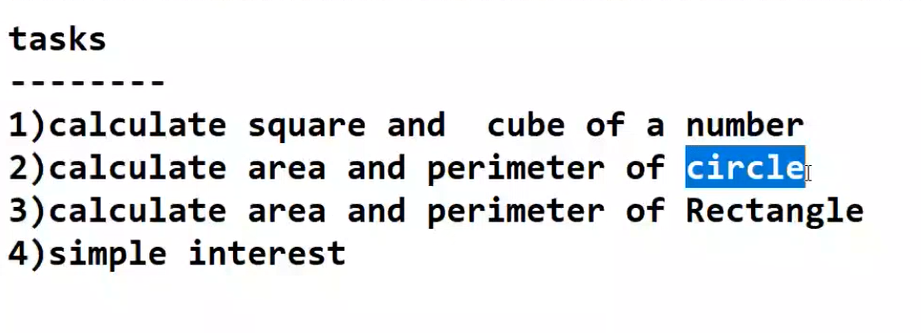 tasks
--------
1)calculate square and  cube of a number
2)calculate area and perimeter of circle
3)calculate area and perimeter of Rectangle
4)simple interest